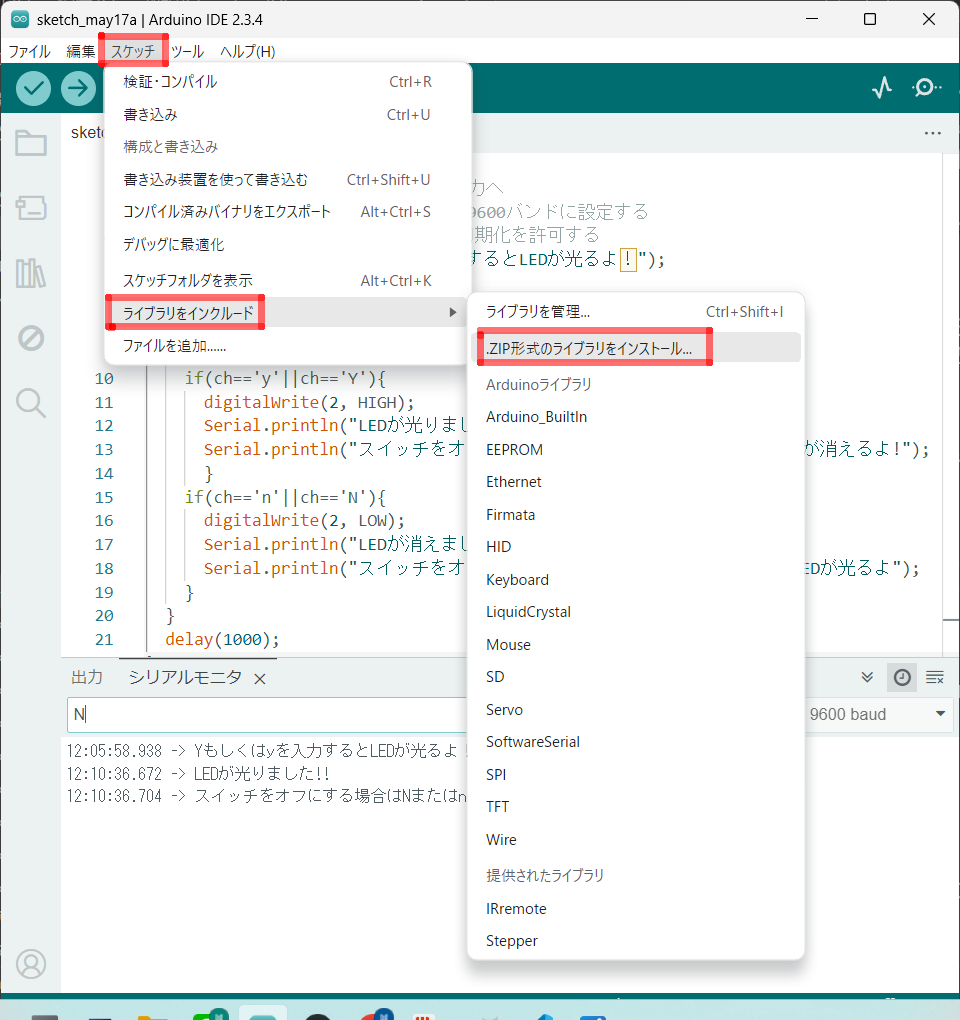 sketch_may17a | Arduino IDE 2.3.4
ファイル 編集 スケッチ ツール ヘルプ(H)
検証・コンパイル Ctrl+R
書き込み Ctrl+U
構成と書き込み
書き込み装置を使って書き込む Ctrl+Shift+U
コンパイル済みバイナリをエクスポート Alt+Ctrl+S
デバッグに最適化
スケッチフォルダを表示 Alt+Ctrl+K
ライブラリをインクルード
ファイルを追加......
力へ
9600バンドに設定する
期化を許可する
するとLEDが光るよ!");
ライブラリを管理... Ctrl+Shift+I
.ZIP形式のライブラリをインストール...
Arduinoライブラリ
Arduino_BuiltIn
EEPROM
Ethernet
Firmata
HID
Keyboard
LiquidCrystal
Mouse
SD
Servo
SoftwareSerial
SPI
TFT
Wire
提供されたライブラリ
IRremote
Stepper
10 if(ch=='y'||ch=='Y'){
11 digitalWrite(2, HIGH);
12 Serial.println("LEDが光りまし
13 Serial.println("スイッチをオ が消えるよ!");
14 }
15 if(ch=='n'||ch=='N'){
16 digitalWrite(2, LOW);
17 Serial.println("LEDが消えまし
18 Serial.println("スイッチをオ EDが光るよ");
19 }
20 }
21 delay(1000);
出力 シリアルモニタ
N
9600 baud
12:05:58.938 -> Yもしくはyを入力するとLEDが光るよ
12:10:36.672 -> LEDが光りました!!
12:10:36.704 -> スイッチをオフにする場合はNまたはn